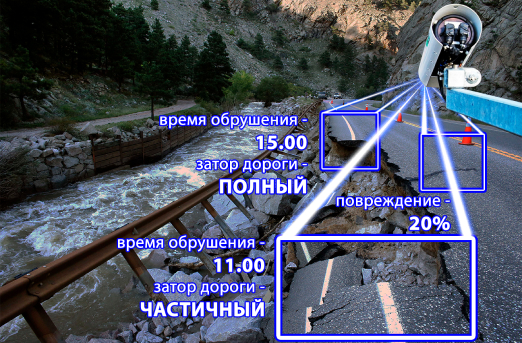 время обрушения -
15.00
затор дороги -
ПОЛНЫЙ
повреждение -
20%
время обрушения -
11.00
затор дороги -
ЧАСТИЧНЫЙ